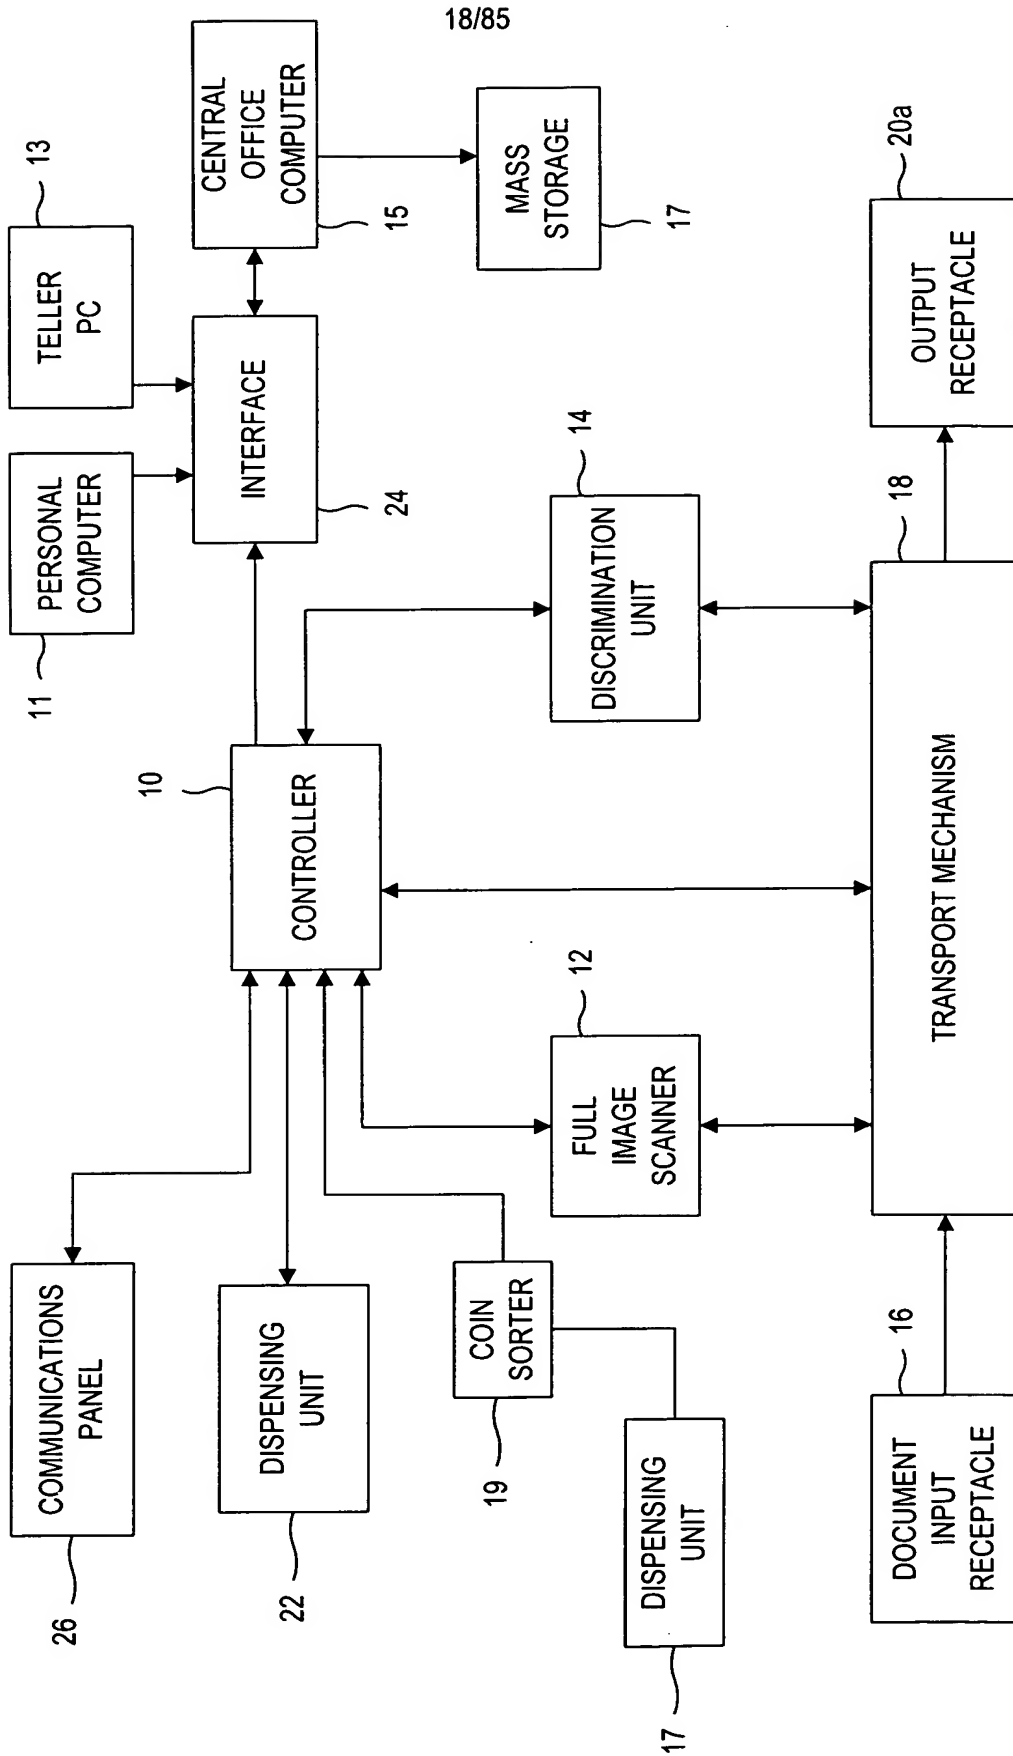 18/85
13
TELLER
PC
PERSONAL
COMPUTER
11
CENTRAL
OFFICE
COMPUTER
15
INTERFACE
24
MASS
STORAGE
17
10
CONTROLLER
14
DISCRIMINATION
UNIT
12
FULL
IMAGE
SCANNER
COMMUNICATIONS
PANEL
26
DISPENSING
UNIT
22
COIN
SORTER
19
DISPENSING
UNIT
17
16
DOCUMENT
INPUT
RECEPTACLE
18
TRANSPORT MECHANISM
20a
OUTPUT
RECEPTACLE